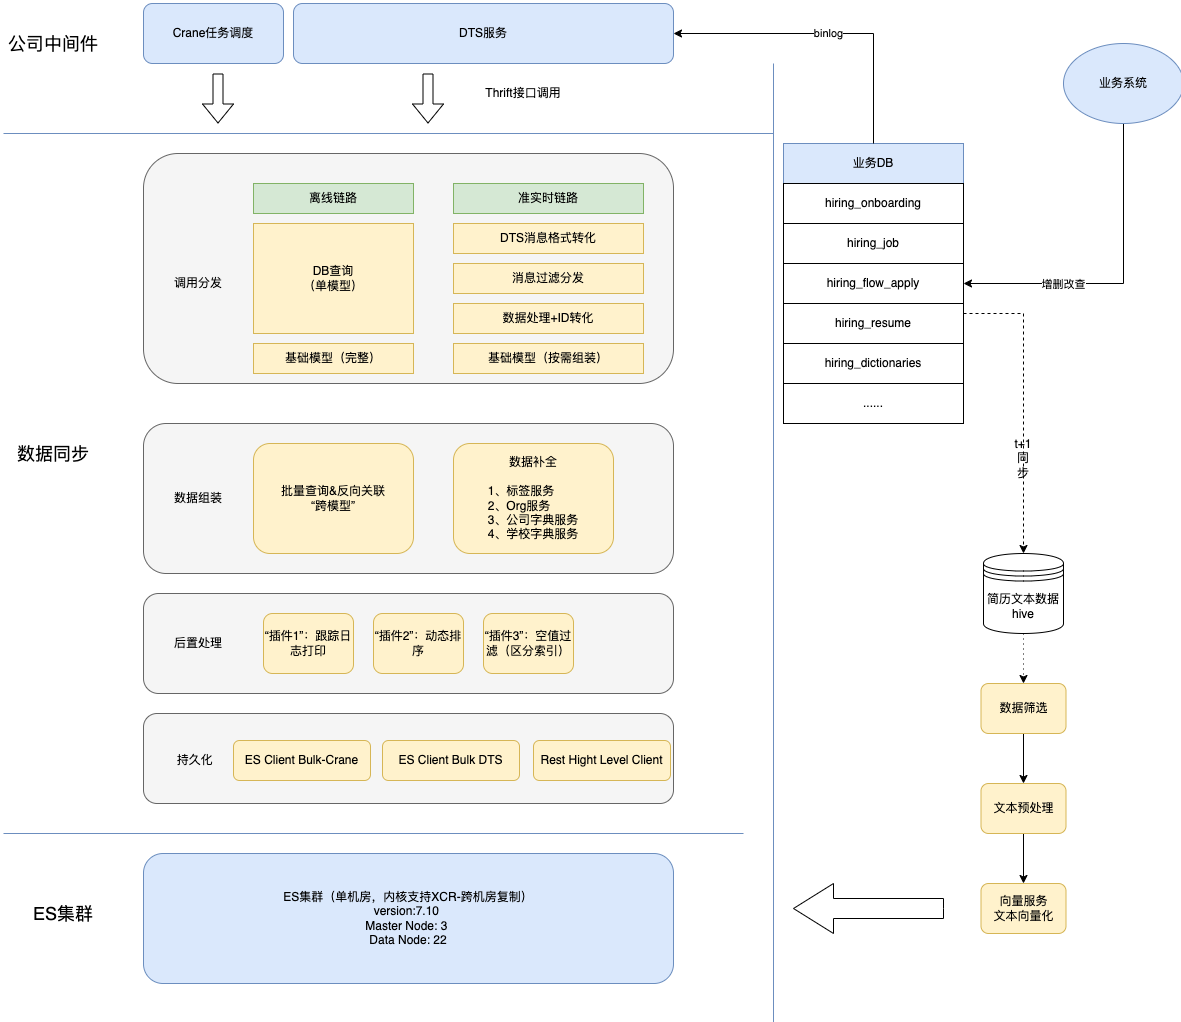 公司中间件
Crane任务调度
DTS服务
binlog
业务系统
Thrift接口调用
业务DB
hiring_onboarding
hiring_job
hiring_flow_apply
增删改查
hiring_resume
hiring_dictionaries
......
调用分发
离线链路
准实时链路
DB查询
（单模型）
DTS消息格式转化
消息过滤分发
数据处理+ID转化
基础模型（完整）
基础模型（按需组装）
数据同步
数据组装
批量查询&反向关联
“跨模型”
数据补全
1、标签服务
2、Org服务
3、公司字典服务
4、学校字典服务
t+1
同
步
简历文本数据
hive
后置处理
“插件1”：跟踪日
志打印
“插件2”：动态排
序
“插件3”：空值过
滤（区分索引）
数据筛选
持久化
ES Client Bulk-Crane
ES Client Bulk DTS
Rest Hight Level Client
文本预处理
ES集群
ES集群（单机房，内核支持XCR-跨机房复制）
version:7.10
Master Node: 3
Data Node: 22
向量服务
文本向量化